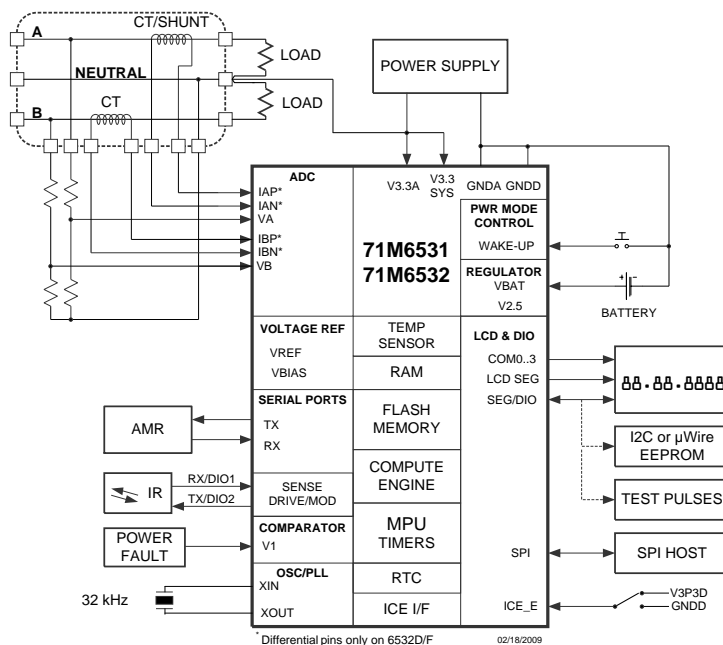 CT/SHUNT
A
LOAD
NEUTRAL
CT
LOAD
B
POWER SUPPLY
ADC
IAP*
IAN*
VA
IBP*
IBN*
VB
V3.3A
V3.3
SYS
GNDA GNDD
71M6531
71M6532
PWR MODE
CONTROL
WAKE-UP
REGULATOR
VBAT
V2.5
BATTERY
VOLTAGE REF
VREF
VBIAS
TEMP
SENSOR
RAM
LCD & DIO
COM0..3
LCD SEG
SEG/DIO
88.88.8888
SERIAL PORTS
TX
RX
AMR
FLASH
MEMORY
I2C or µWire
EEPROM
TEST PULSES
IR
RX/DIO1
TX/DIO2
SENSE
DRIVE/MOD
COMPUTE
ENGINE
POWER
FAULT
COMPARATOR
V1
MPU
TIMERS
SPI
SPI HOST
32 kHz
OSC/PLL
XIN
XOUT
RTC
ICE I/F
ICE_E
V3P3D
GNDD
* Differential pins only on 6532D/F
02/18/2009